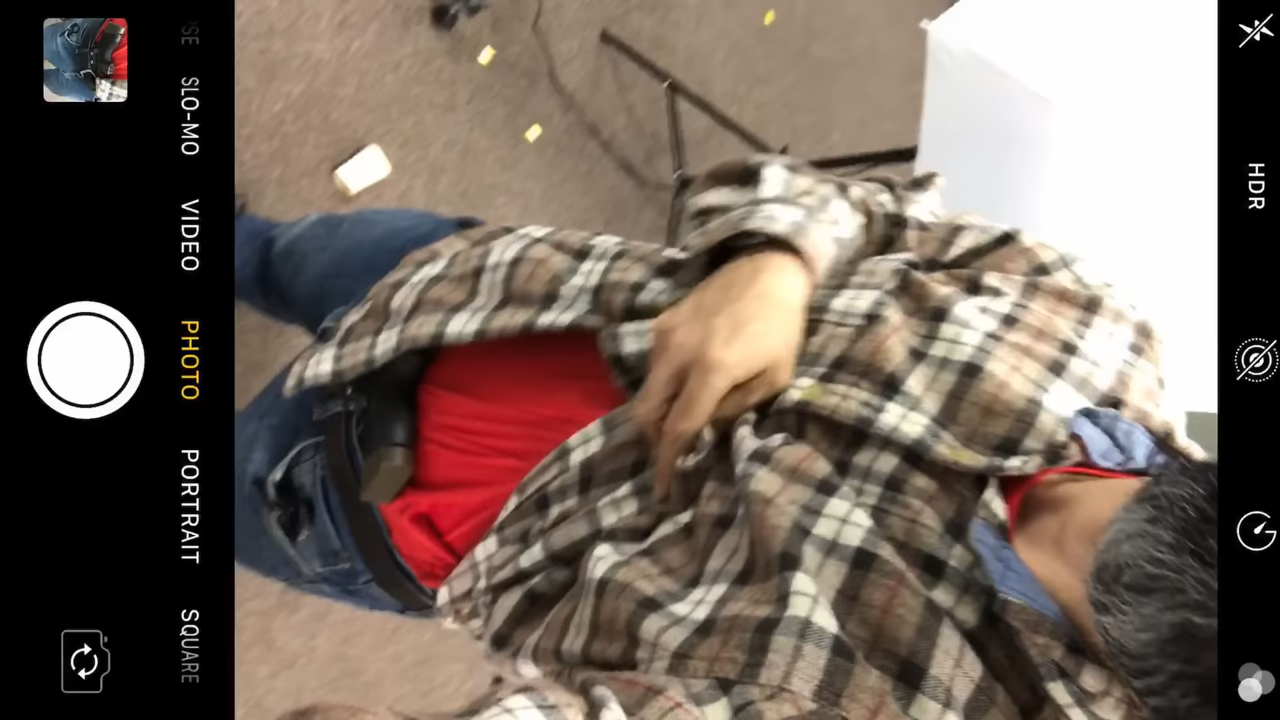 SE
SLO-MO
VIDEO
PHOTO
PORTRAIT
SQUARE
HDR